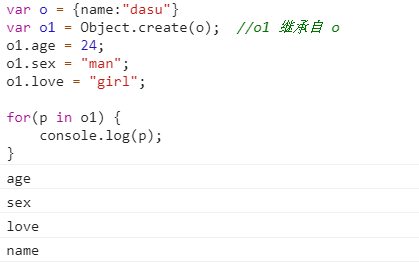 var o = {name:"dasu"}
var o1 = Object.create(o);  //o1 继承自 o
o1.age = 24;
o1.sex = "man";
o1.love = "girl";
for(p in o1) {
    console.log(p);
}
age
sex
love
name